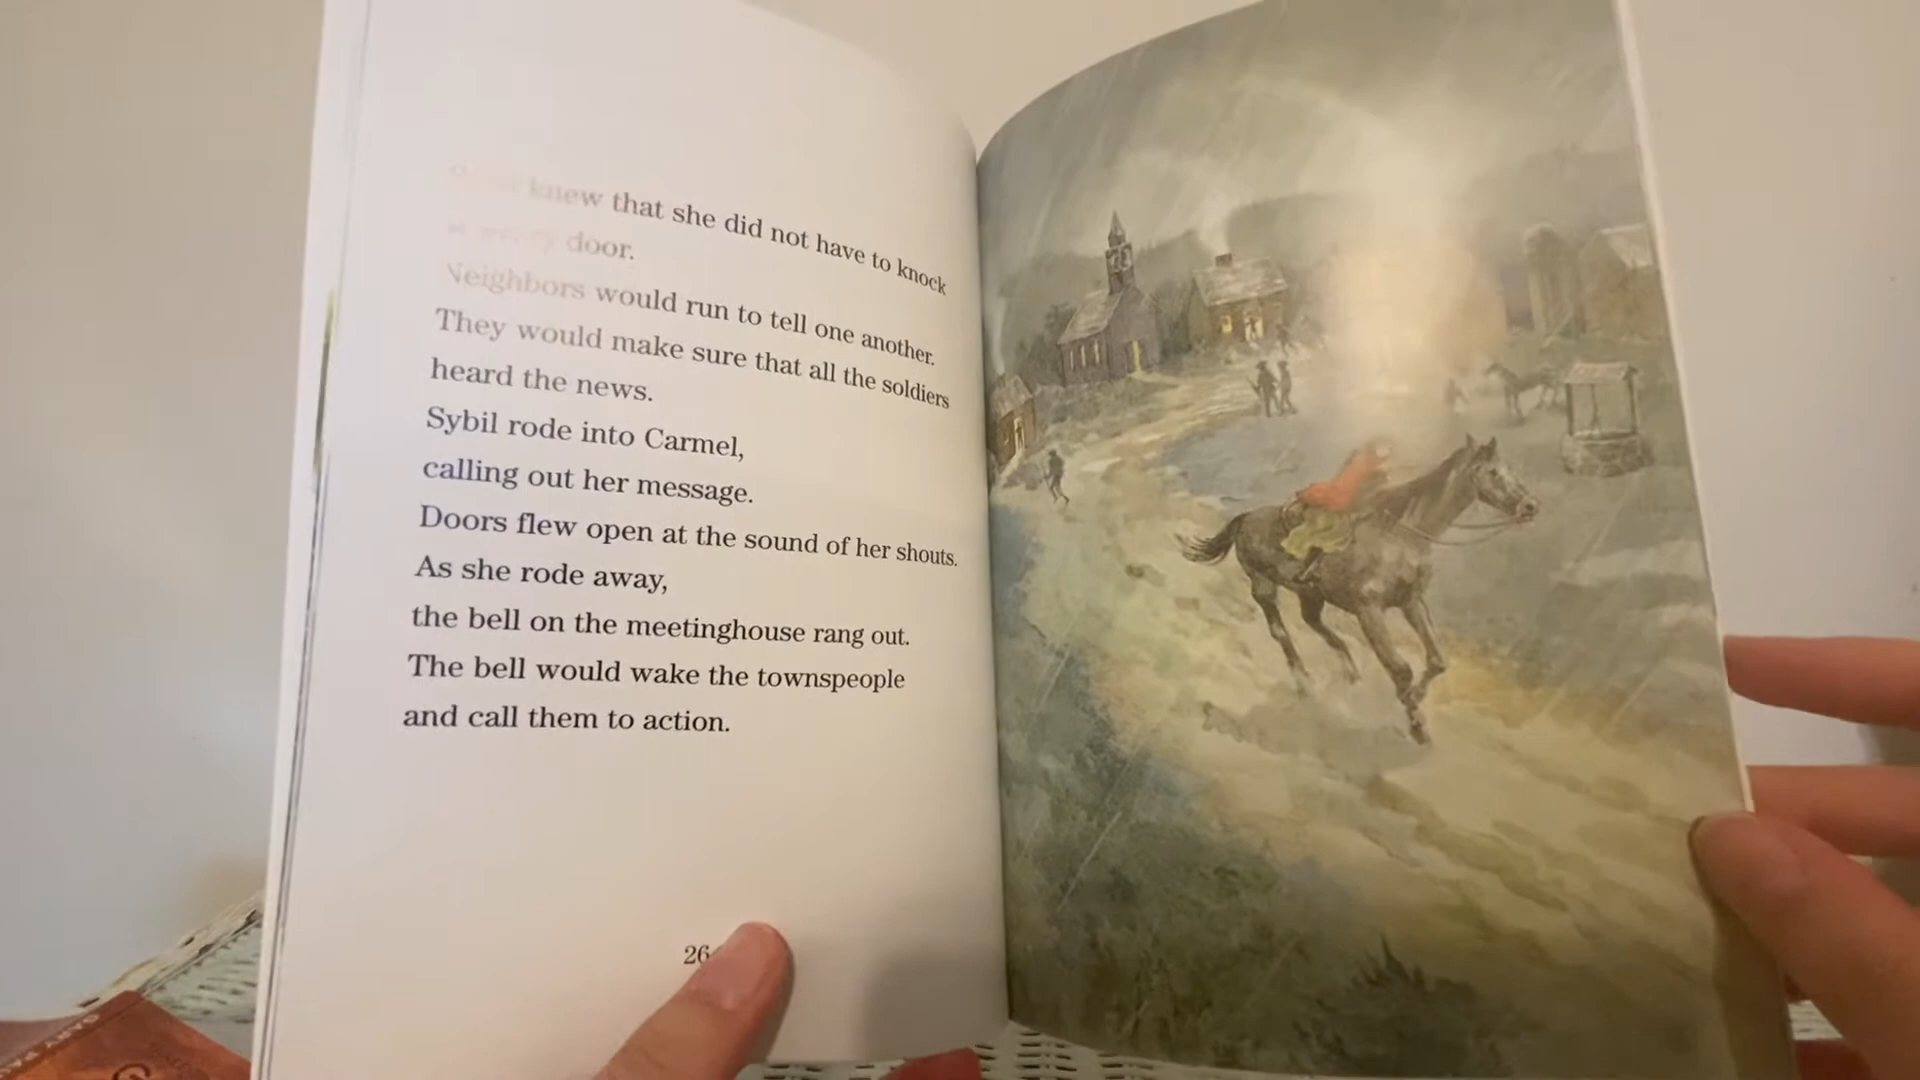 knew that she did not have to knock
door.
Neighbors would run to tell one another.
They would make sure that all the soldiers
heard the news.
Sybil rode into Carmel,
calling out her message.
Doors flew open at the sound of her shouts.
As she rode away,
the bell on the meetinghouse rang out.
The bell would wake the townspeople
and call them to action.
26
GARY PA